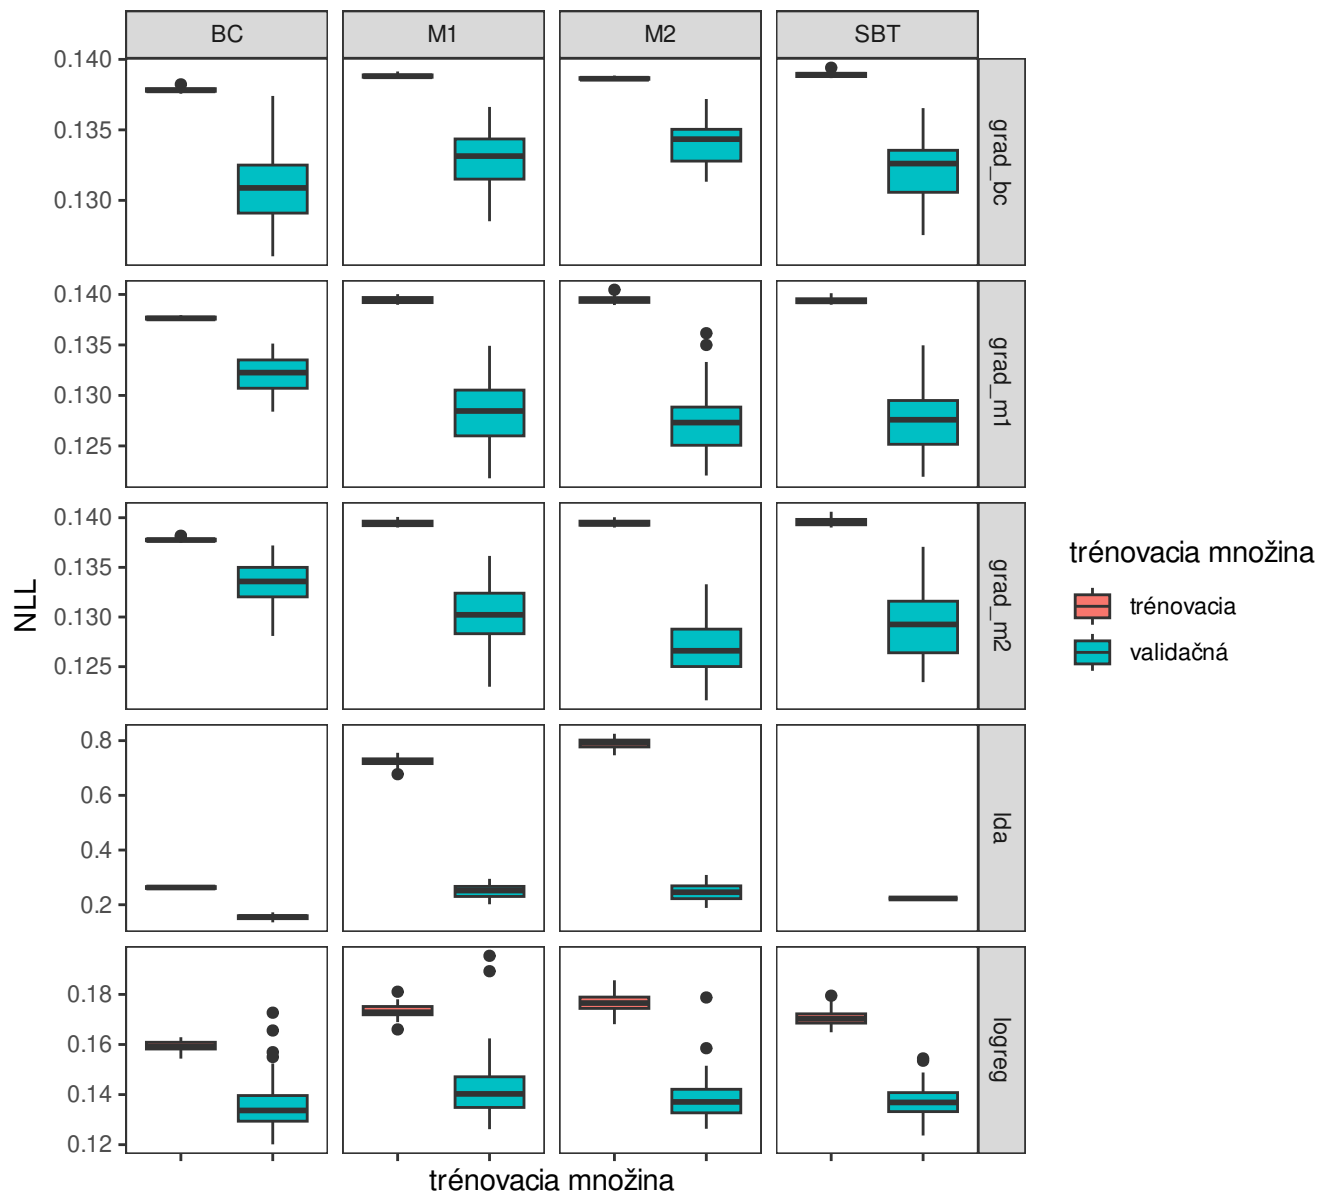 BC
M1
M2
SBT
0.140
0.135
0.130
grad_bc
0.140
0.135
0.130
0.125
grad_m1
0.140
0.135
0.130
0.125
grad_m2
0.8
0.6
0.4
0.2
lda
0.18
0.16
0.14
0.12
logreg
NLL
trénovacia množina
trénovacia množina
trénovacia
validačná